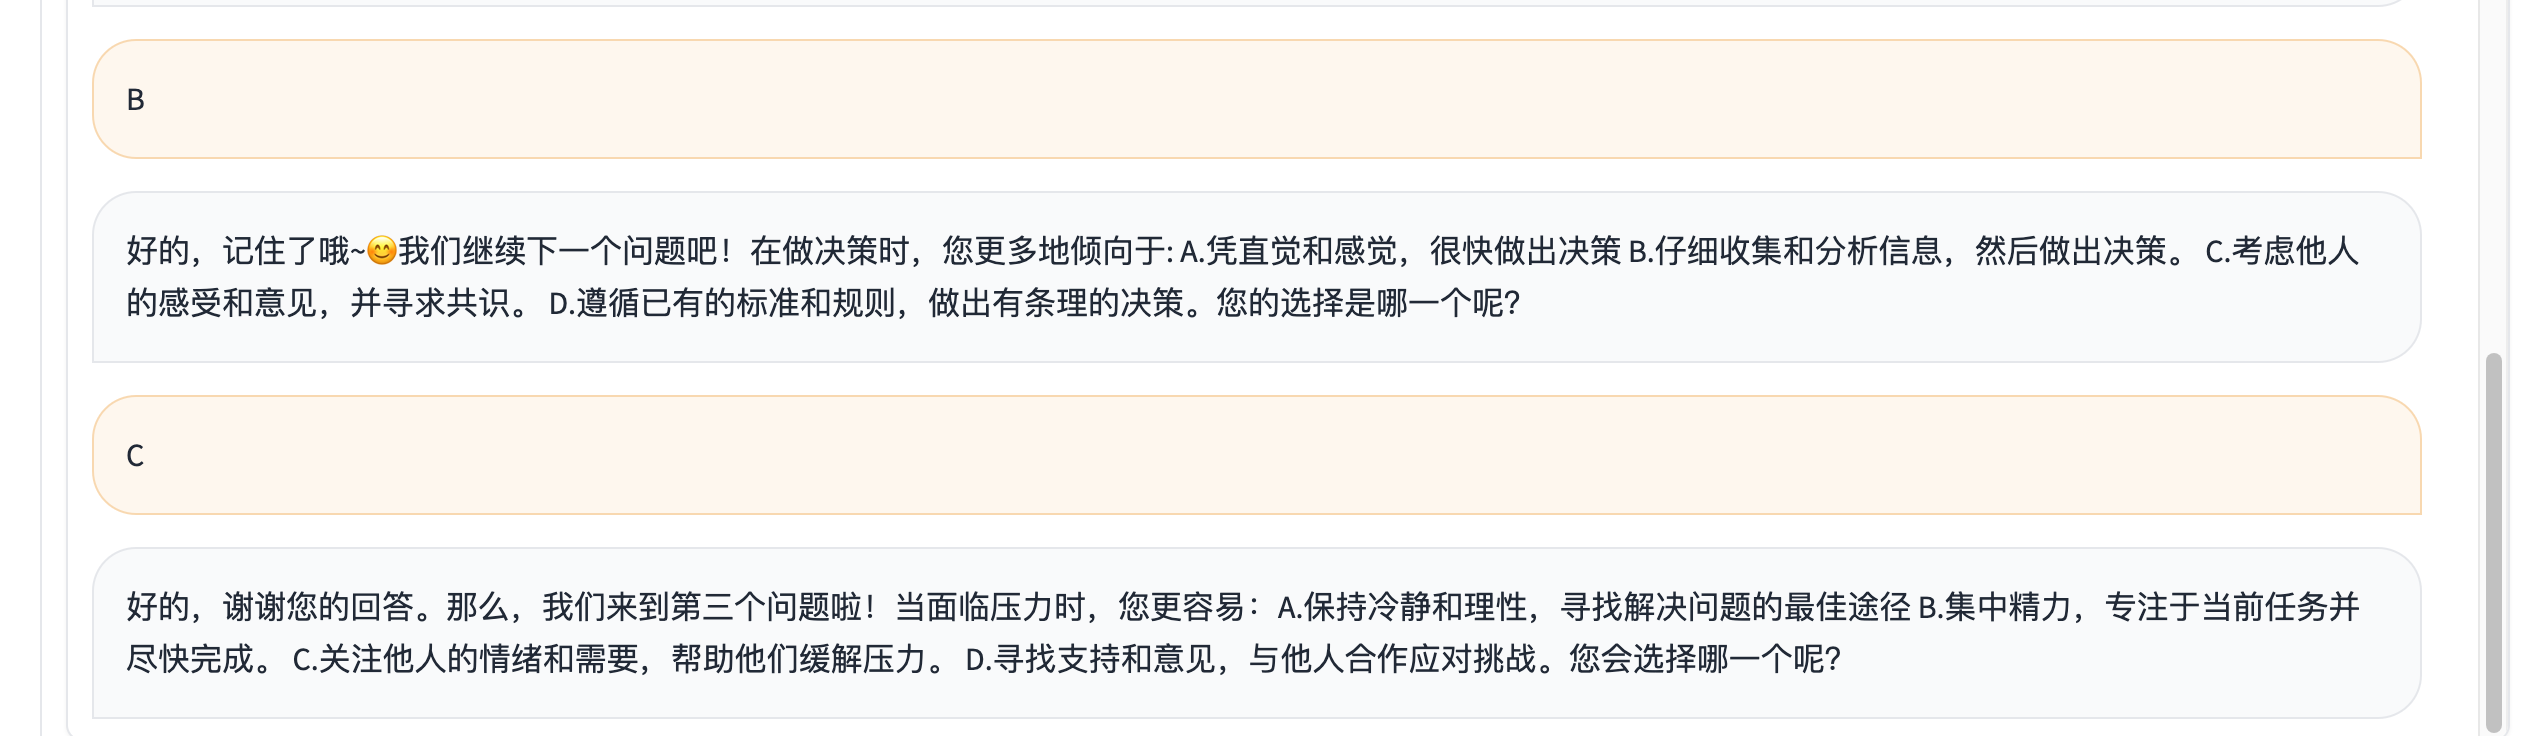 B
好的，记住了哦~😊我们继续下一个问题吧！在做决策时，您更多地倾向于: A.凭直觉和感觉，很快做出决策 B.仔细收集和分析信息，然后做出决策。 C.考虑他人
的感受和意见，并寻求共识。 D.遵循已有的标准和规则，做出有条理的决策。您的选择是哪一个呢?
C
好的，谢谢您的回答。那么，我们来到第三个问题啦！当面临压力时，您更容易：A.保持冷静和理性，寻找解决问题的最佳途径 B.集中精力，专注于当前任务并
尽快完成。 C.关注他人的情绪和需要，帮助他们缓解压力。 D.寻找支持和意见，与他人合作应对挑战。您会选择哪一个呢?